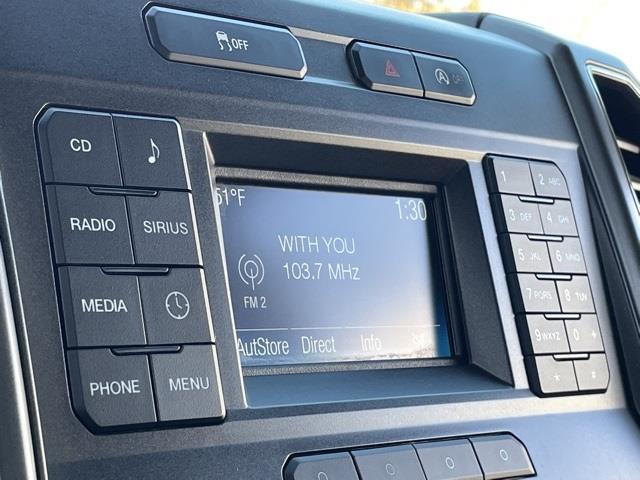 OFF
CD
RADIO SIRIUS
MEDIA
PHONE MENU
51°F 1:30
WITH YOU
103.7 MHz
FM 2
AutStore Direct Info
1 2 ABC
3 DEF 4 GHI
5 JKL 6 MNO
7 PQRS 8 TUV
9 WXYZ 0 +
* #